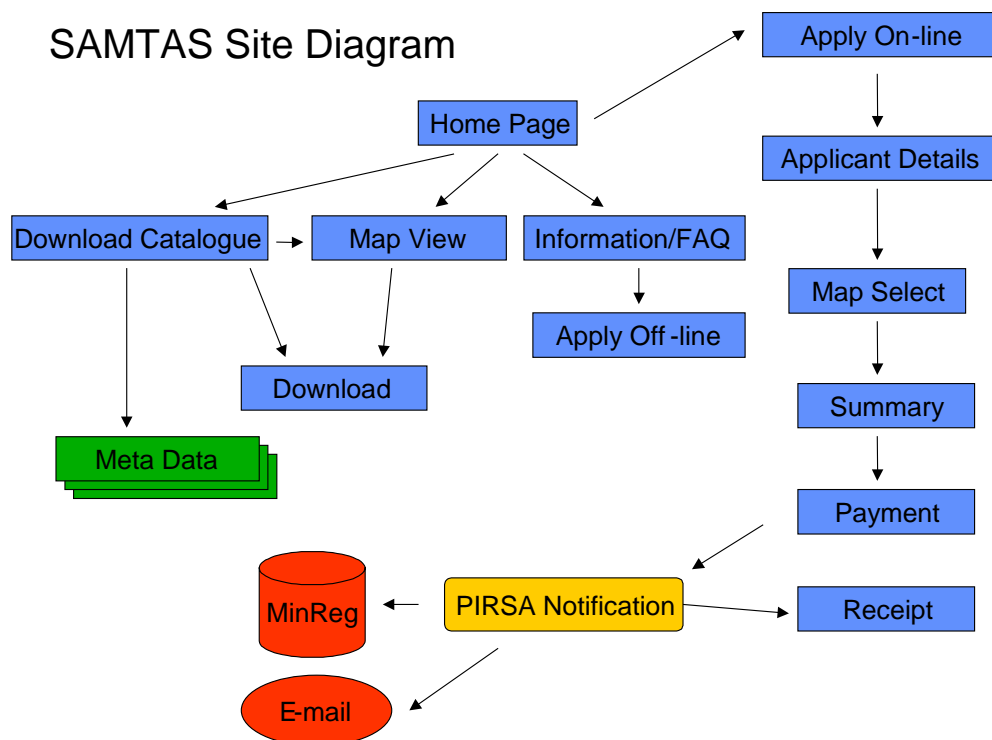 SAMTAS Site Diagram
Apply On-line
Home Page
Applicant Details
Download Catalogue
Map View
Information/FAQ
Map Select
Apply Off-line
Download
Summary
Meta Data
Payment
MinReg
PIRSA Notification
Receipt
E-mail